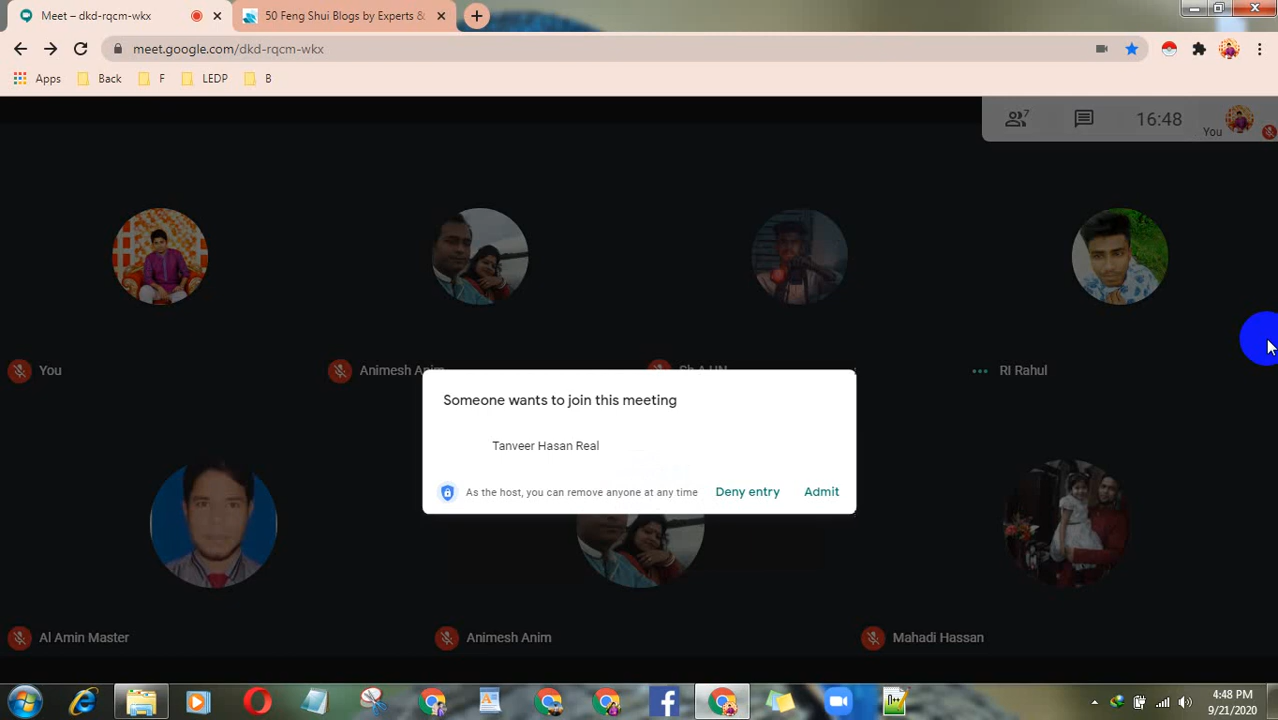 Meet – dkd-rqcm-wkx
50 Feng Shui Blogs by Experts &
meet.google.com/dkd-rqcm-wkx
Apps Back F LEDP B
7
16:48
You
You
Animesh Anim
RI Rahul
Someone wants to join this meeting
Tanveer Hasan Real
As the host, you can remove anyone at any time
Deny entry
Admit
Al Amin Master
Animesh Anim
Mahadi Hassan
4:48 PM
9/21/2020